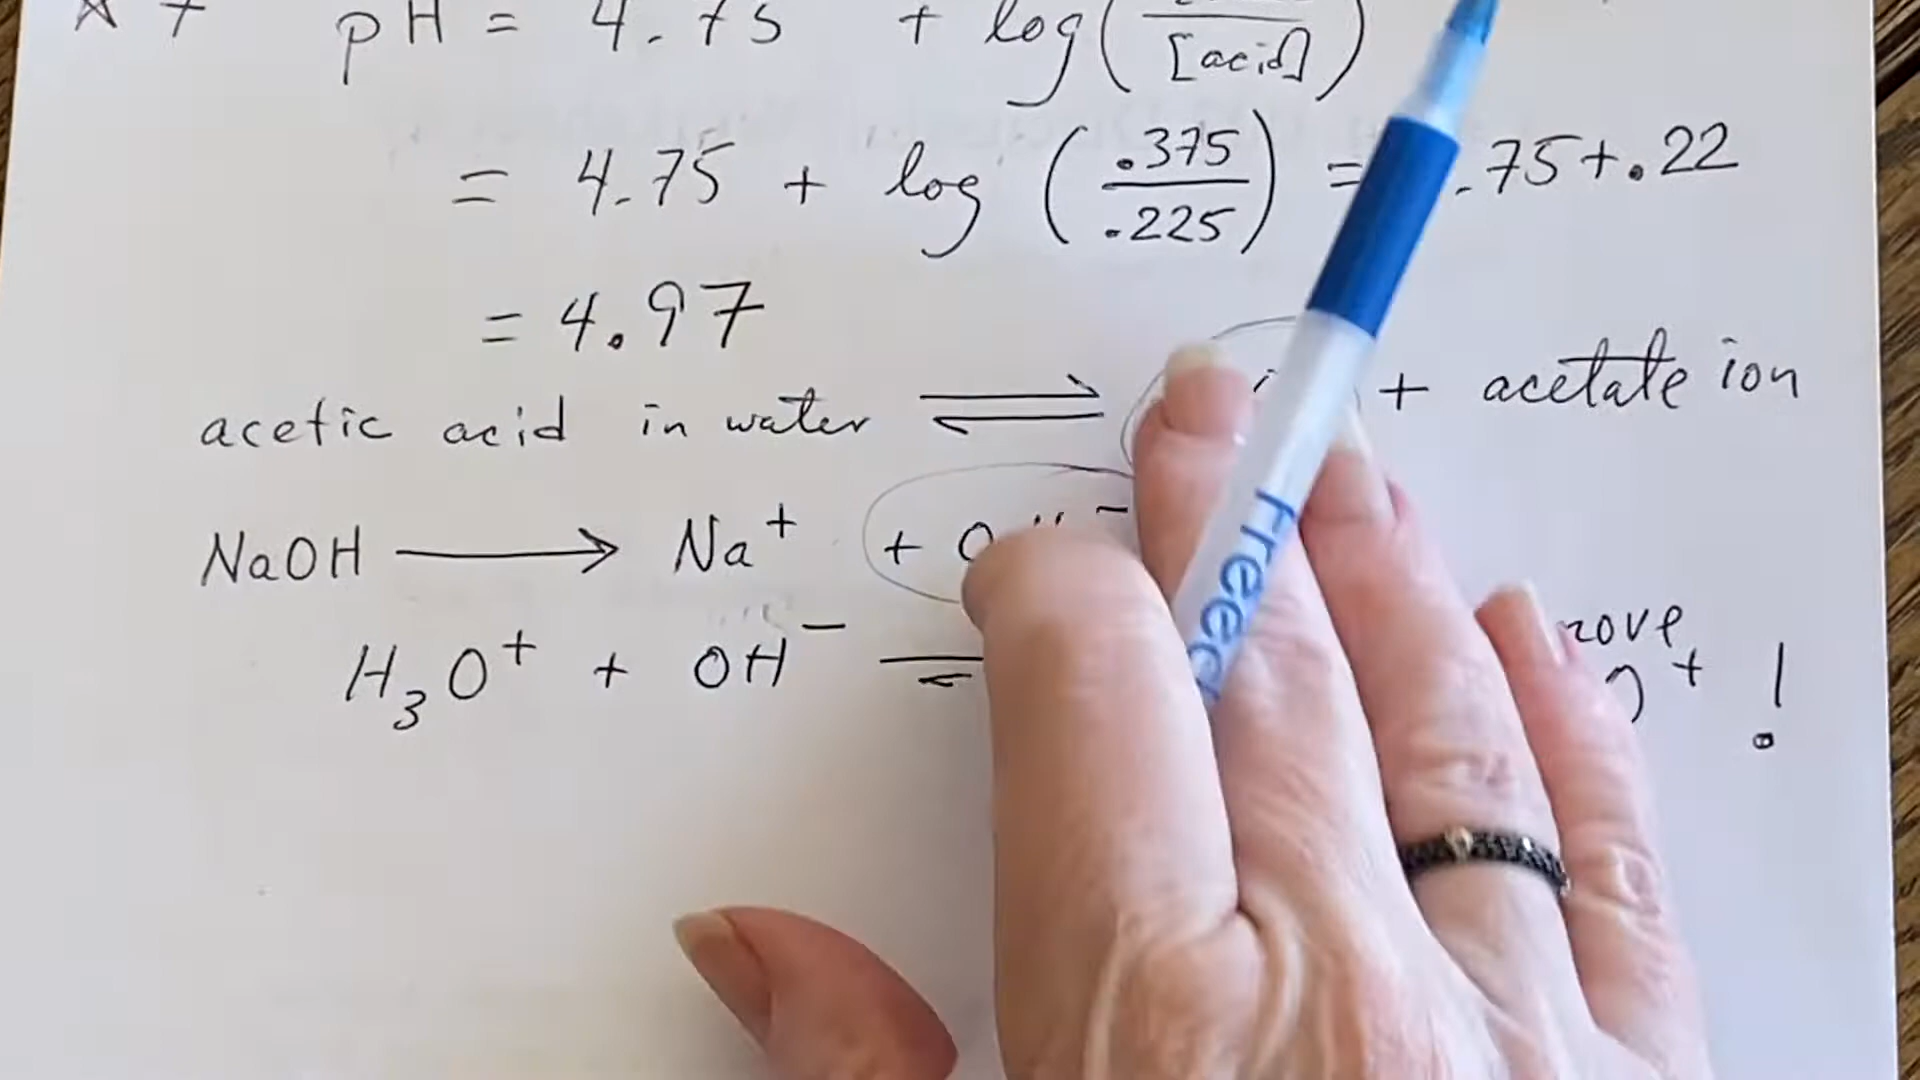 pH = 4.75 + log( / [acid])
= 4.75 + log (.375/.225) = .75+.22
= 4.97
acetic acid in water ⇌ + acetate ion
NaOH ⟶ Na⁺ + O ⁻
H₃O⁺ + OH⁻ ⇌
⁺ !